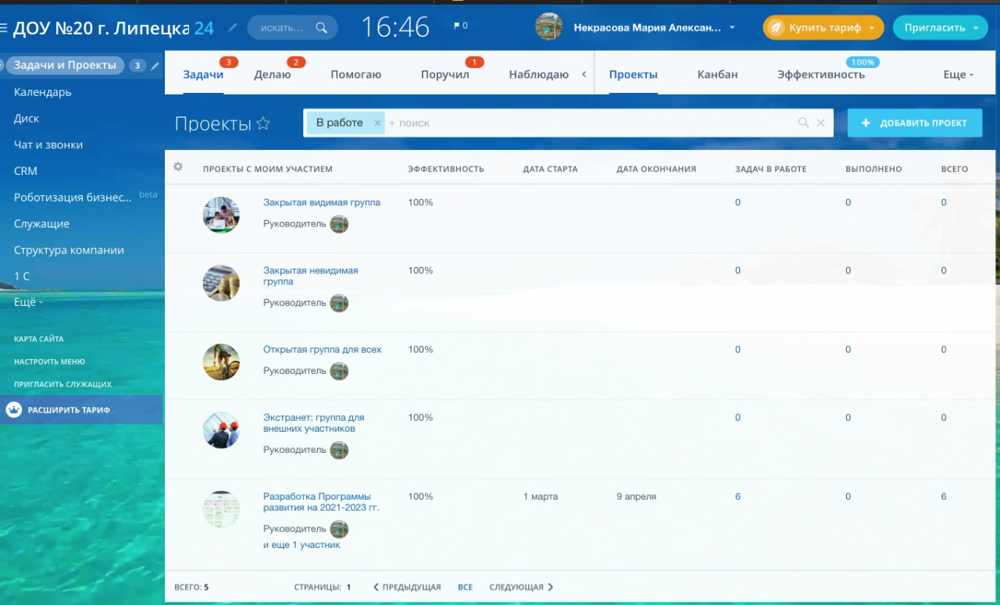 ДОУ №20 г. Липецка 24
искать...
16:46
0
Некрасова Мария Алексан...
Купить тариф
Пригласить
Задачи и Проекты 3
Календарь
Диск
Чат и звонки
CRM
Роботизация бизнес... beta
Служащие
Структура компании
1 С
Ещё -
КАРТА САЙТА
НАСТРОИТЬ МЕНЮ
ПРИГЛАСИТЬ СЛУЖАЩИХ
РАСШИРИТЬ ТАРИФ
3 2 1 100%
Задачи Делаю Помогаю Поручил Наблюдаю Проекты Канбан Эффективность Еще
Проекты
В работе × + поиск
+ ДОБАВИТЬ ПРОЕКТ
ПРОЕКТЫ С МОИМ УЧАСТИЕМ ЭФФЕКТИВНОСТЬ ДАТА СТАРТА ДАТА ОКОНЧАНИЯ ЗАДАЧ В РАБОТЕ ВЫПОЛНЕНО ВСЕГО
Закрытая видимая группа 100% 0 0 0
Руководитель
Закрытая невидимая 100% 0 0 0
группа
Руководитель
Открытая группа для всех 100% 0 0 0
Руководитель
Экстранет: группа для 100% 0 0 0
внешних участников
Руководитель
Разработка Программы 100% 1 марта 9 апреля 6 0 6
развития на 2021-2023 гг.
Руководитель
и еще 1 участник
ВСЕГО: 5 СТРАНИЦЫ: 1 ПРЕДЫДУЩАЯ ВСЕ СЛЕДУЮЩАЯ